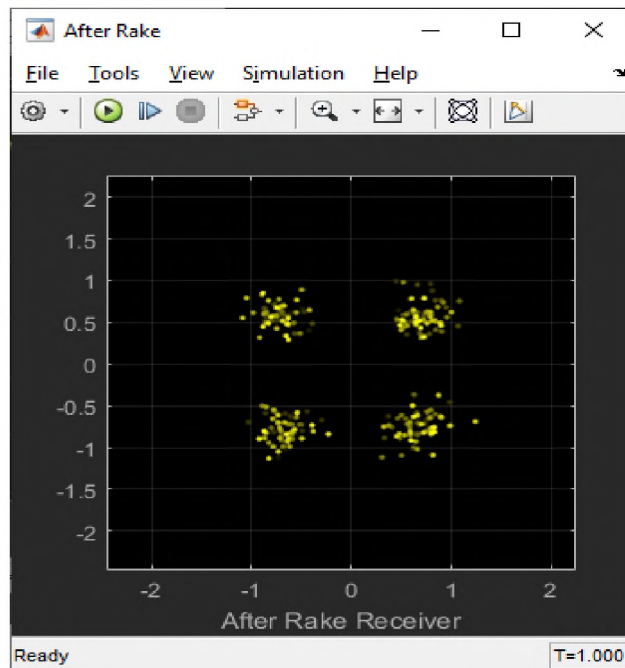 After Rake
File Tools View Simulation Help
2
1.5
1
0.5
0
-0.5
-1
-1.5
-2
-2 -1 0 1 2
After Rake Receiver
Ready T=1.000